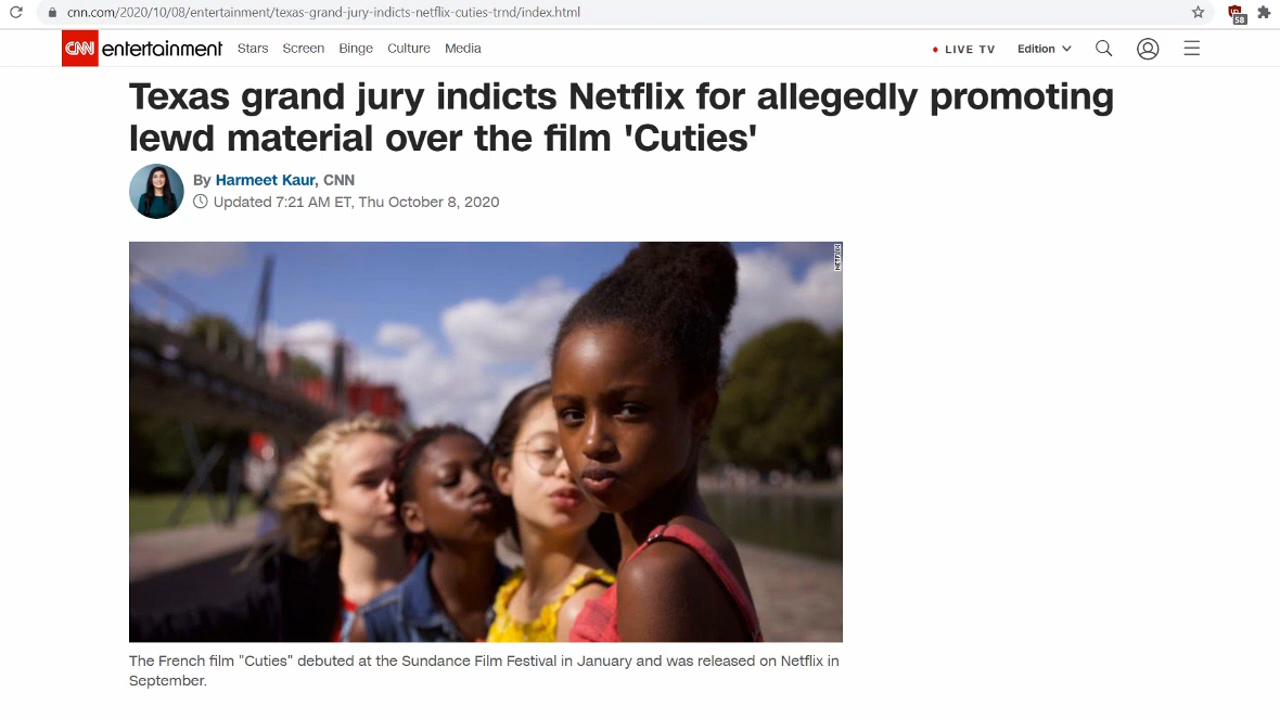 cnn.com/2020/10/08/entertainment/texas-grand-jury-indicts-netflix-cuties-trnd/index.html
58
CNN entertainment Stars Screen Binge Culture Media LIVE TV Edition
Texas grand jury indicts Netflix for allegedly promoting
lewd material over the film 'Cuties'
By Harmeet Kaur, CNN
Updated 7:21 AM ET, Thu October 8, 2020
NETFLIX
The French film "Cuties" debuted at the Sundance Film Festival in January and was released on Netflix in
September.